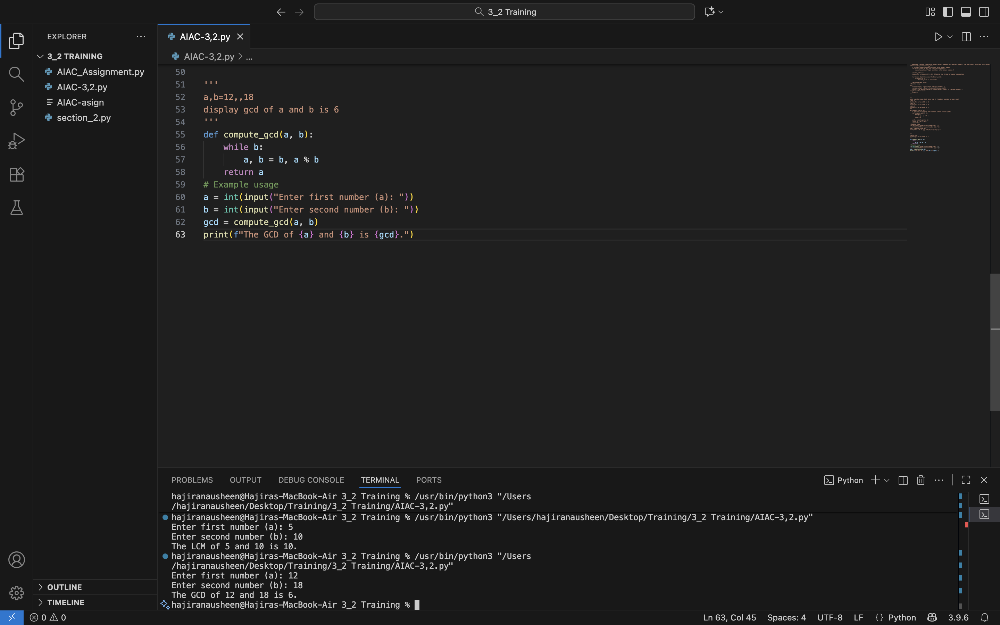 3_2 Training
EXPLORER
3_2 TRAINING
AIAC_Assignment.py
AIAC-3,2.py
AIAC-asign
section_2.py
OUTLINE
TIMELINE
AIAC-3,2.py
AIAC-3,2.py > ...
50
51 '''
52 a,b=12,,18
53 display gcd of a and b is 6
54 '''
55 def compute_gcd(a, b):
56     while b:
57         a, b = b, a % b
58     return a
59 # Example usage
60 a = int(input("Enter first number (a): "))
61 b = int(input("Enter second number (b): "))
62 gcd = compute_gcd(a, b)
63 print(f"The GCD of {a} and {b} is {gcd}.")
PROBLEMS OUTPUT DEBUG CONSOLE TERMINAL PORTS
Python
hajiranausheen@Hajiras-MacBook-Air 3_2 Training % /usr/bin/python3 "/Users
/hajiranausheen/Desktop/Training/3_2 Training/AIAC-3,2.py"
hajiranausheen@Hajiras-MacBook-Air 3_2 Training % /usr/bin/python3 "/Users/hajiranausheen/Desktop/Training/3_2 Training/AIAC-3,2.py"
Enter first number (a): 5
Enter second number (b): 10
The LCM of 5 and 10 is 10.
hajiranausheen@Hajiras-MacBook-Air 3_2 Training % /usr/bin/python3 "/Users
/hajiranausheen/Desktop/Training/3_2 Training/AIAC-3,2.py"
Enter first number (a): 12
Enter second number (b): 18
The GCD of 12 and 18 is 6.
hajiranausheen@Hajiras-MacBook-Air 3_2 Training %
0 0
Ln 63, Col 45 Spaces: 4 UTF-8 LF {} Python 3.9.6